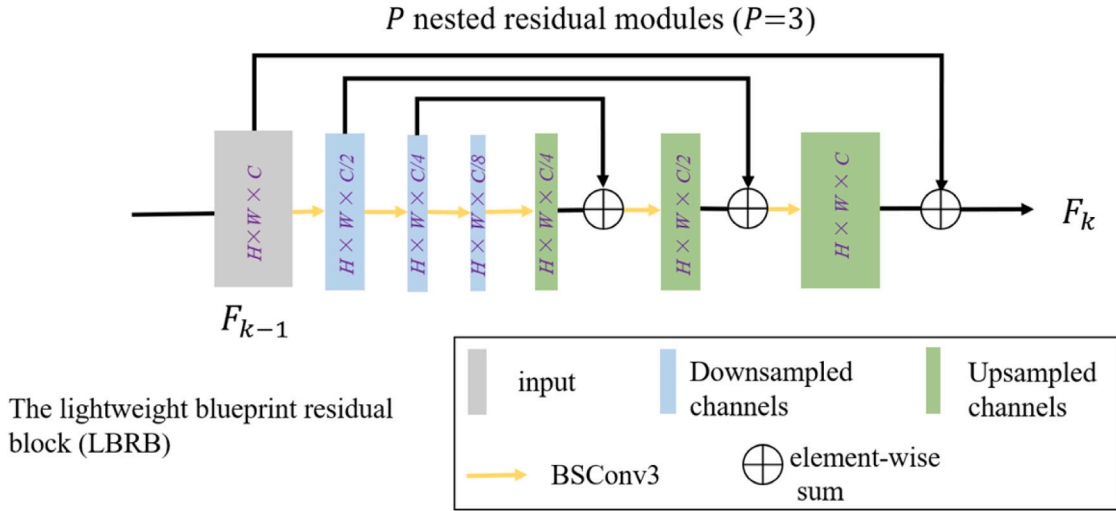 P nested residual modules (P=3)
H×W × C
H × W × C/2
H × W × C/4
H × W × C/8
H × W × C/4
H × W × C/2
H × W × C
F_k
F_{k−1}
input
Downsampled
channels
Upsampled
channels
The lightweight blueprint residual
block (LBRB)
BSConv3
element-wise
sum